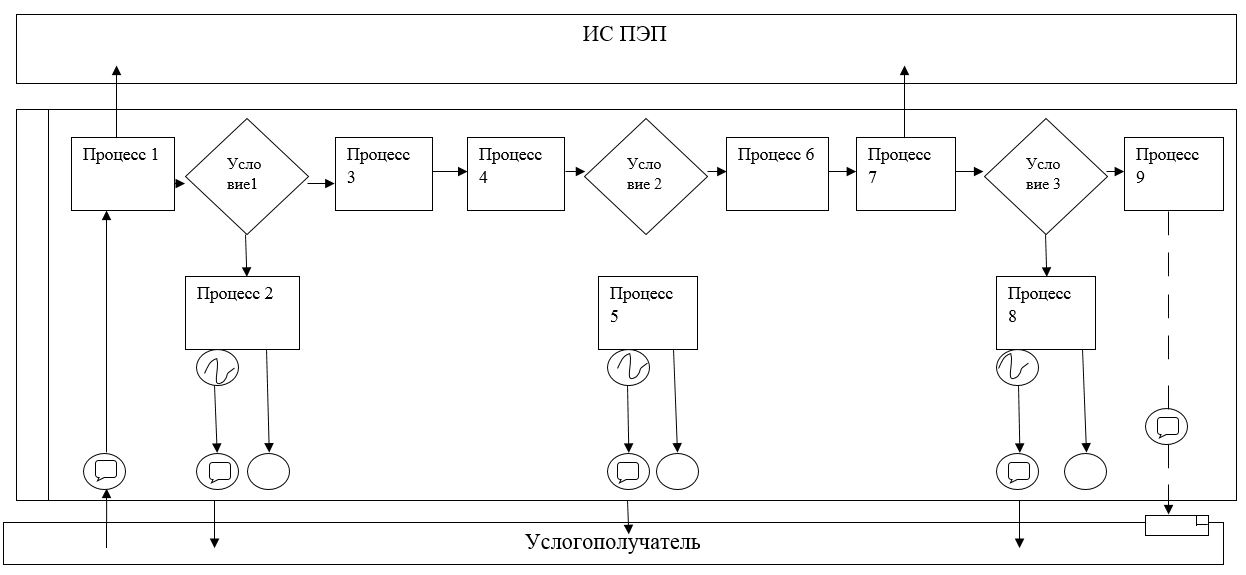 ИС ПЭП
Процесс 1
Усло
вие1
Процесс
3
Процесс
4
Усло
вие 2
Процесс 6
Процесс
7
Усло
вие 3
Процесс
9
Процесс 2
Процесс
5
Процесс
8
Услогополучатель